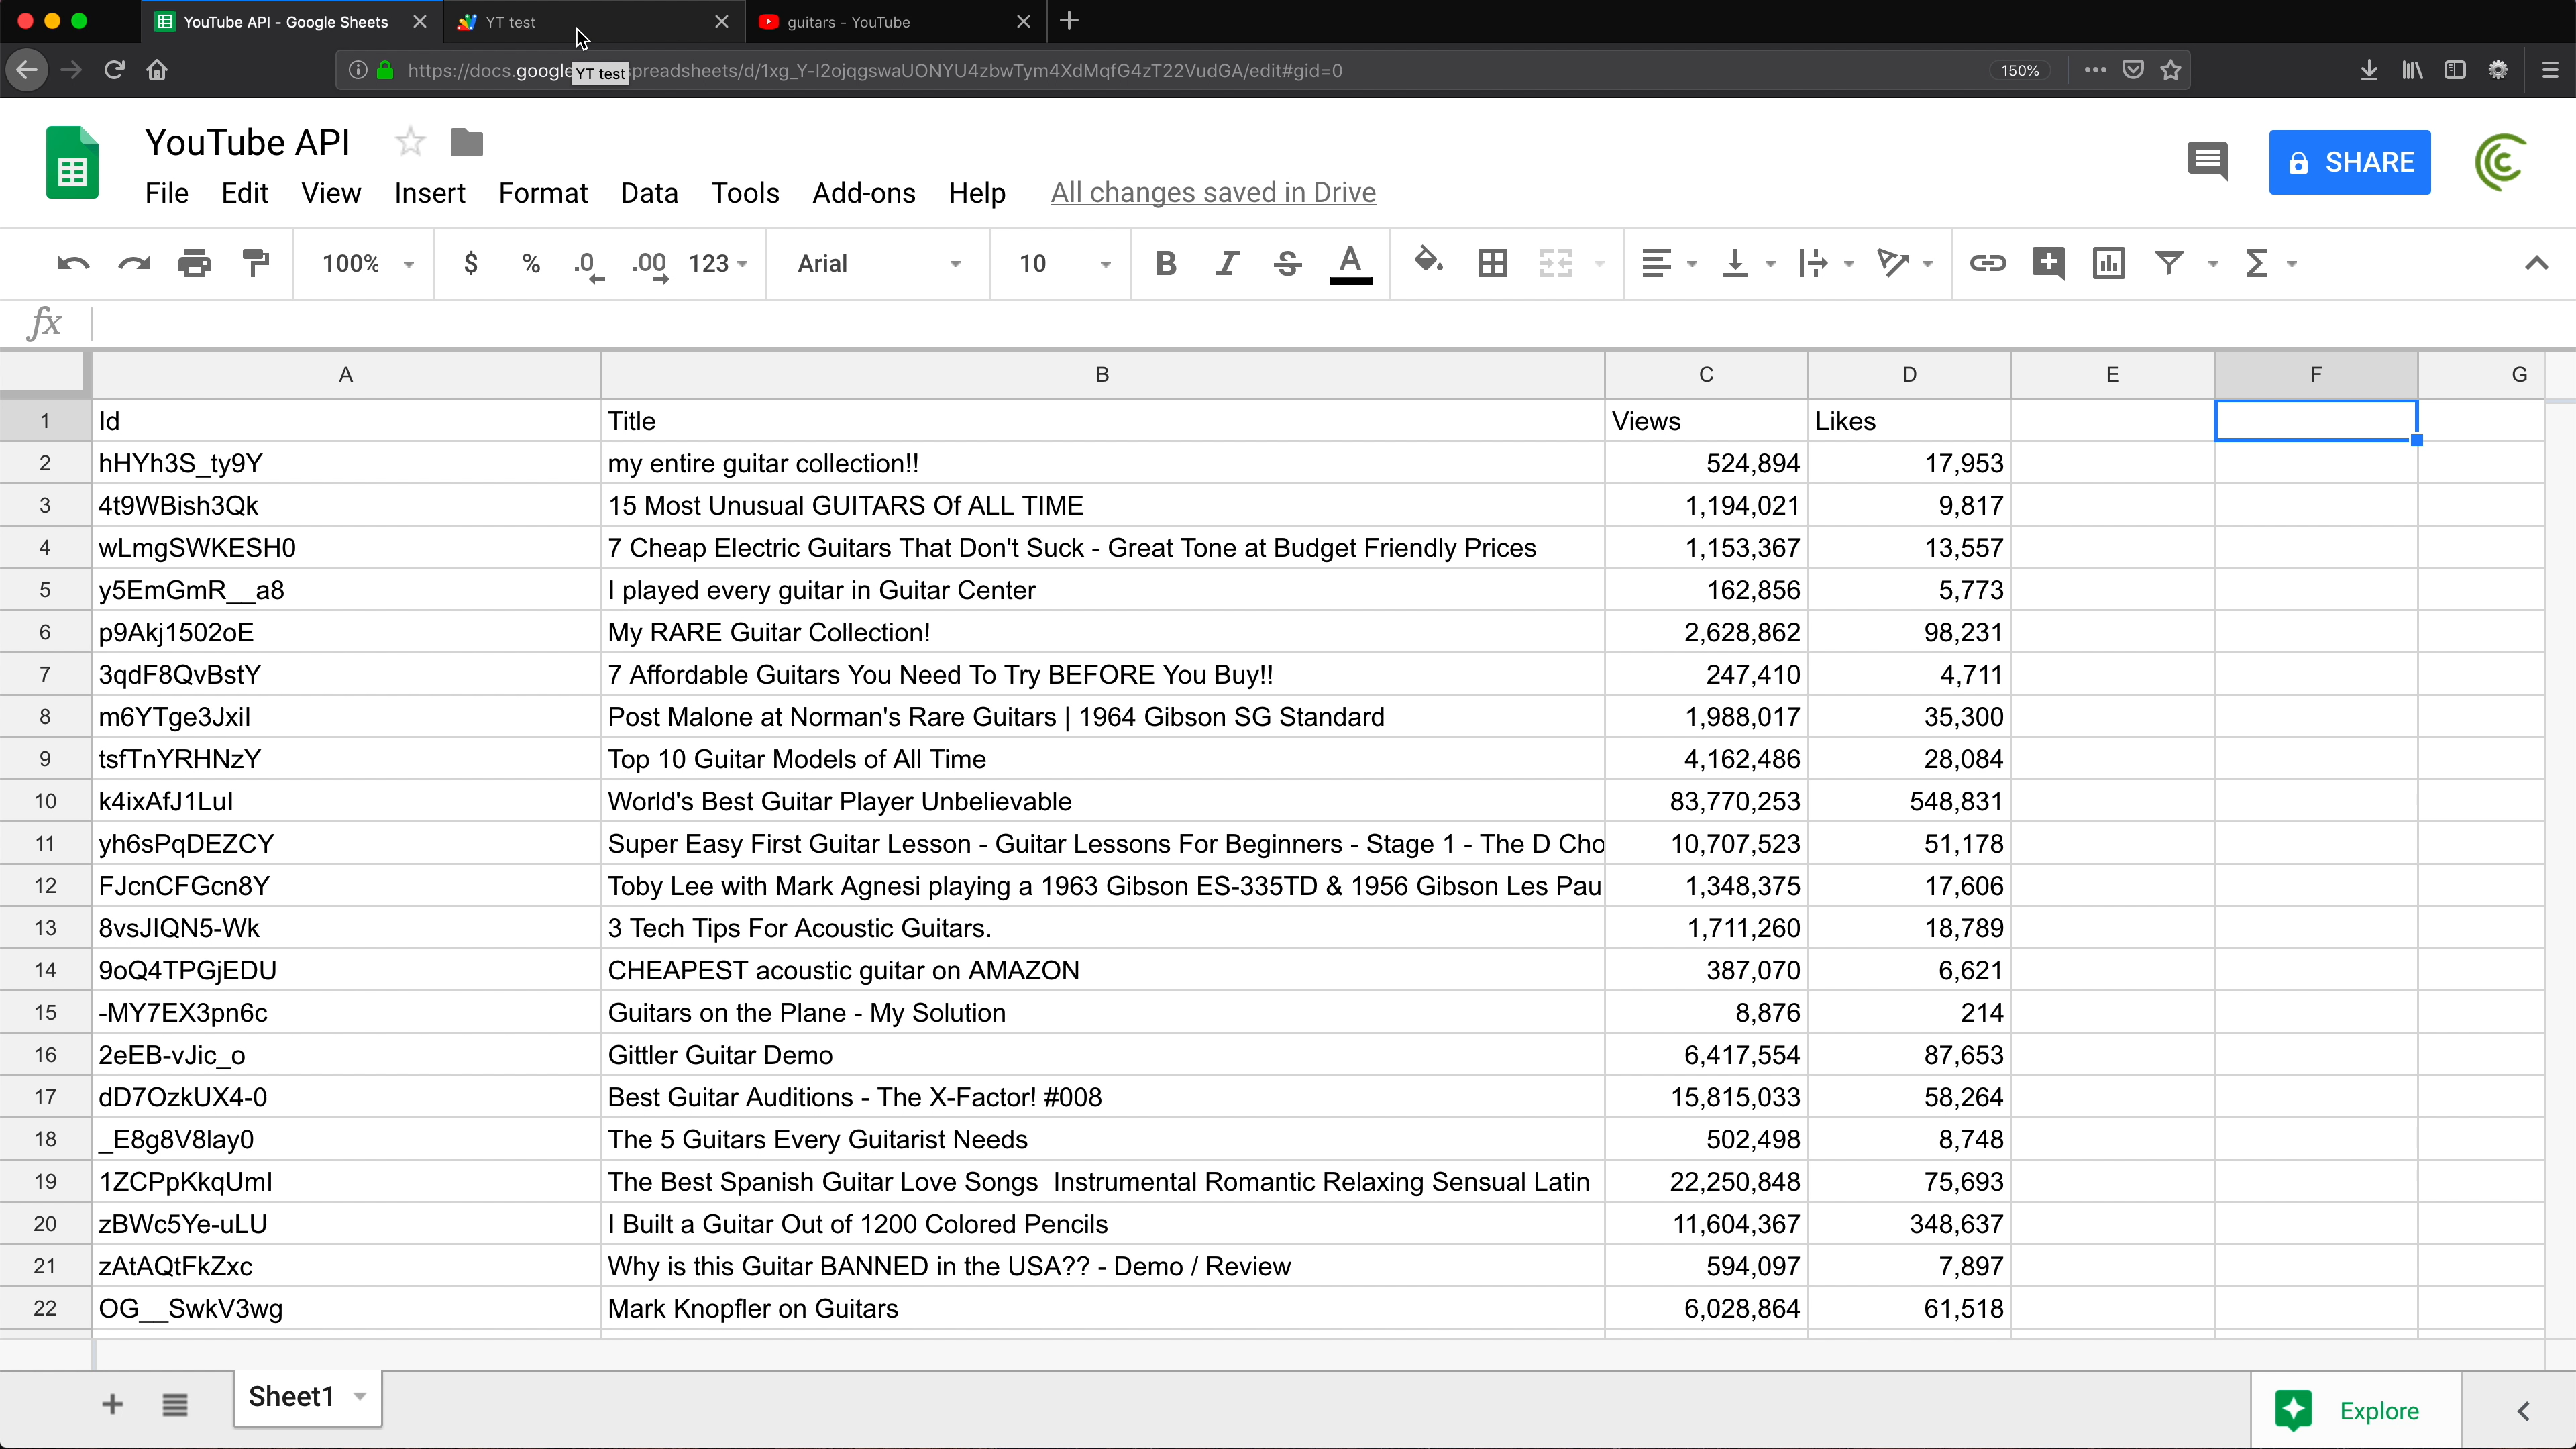 YouTube API - Google Sheets
YT test
guitars - YouTube
https://docs.google
YT test
preadsheets/d/1xg_Y-I2ojqgswaUONYU4zbwTym4XdMqfG4zT22VudGA/edit#gid=0
150%
YouTube API
File Edit View Insert Format Data Tools Add-ons Help All changes saved in Drive
SHARE
100% $ % .0 .00 123 Arial 10 B I S A Σ
fx
A B C D E F G
1 Id Title Views Likes
2 hHYh3S_ty9Y my entire guitar collection!! 524,894 17,953
3 4t9WBish3Qk 15 Most Unusual GUITARS Of ALL TIME 1,194,021 9,817
4 wLmgSWKESH0 7 Cheap Electric Guitars That Don't Suck - Great Tone at Budget Friendly Prices 1,153,367 13,557
5 y5EmGmR__a8 I played every guitar in Guitar Center 162,856 5,773
6 p9Akj1502oE My RARE Guitar Collection! 2,628,862 98,231
7 3qdF8QvBstY 7 Affordable Guitars You Need To Try BEFORE You Buy!! 247,410 4,711
8 m6YTge3JxiI Post Malone at Norman's Rare Guitars | 1964 Gibson SG Standard 1,988,017 35,300
9 tsfTnYRHNzY Top 10 Guitar Models of All Time 4,162,486 28,084
10 k4ixAfJ1LuI World's Best Guitar Player Unbelievable 83,770,253 548,831
11 yh6sPqDEZCY Super Easy First Guitar Lesson - Guitar Lessons For Beginners - Stage 1 - The D Cho 10,707,523 51,178
12 FJcnCFGcn8Y Toby Lee with Mark Agnesi playing a 1963 Gibson ES-335TD & 1956 Gibson Les Pau 1,348,375 17,606
13 8vsJIQN5-Wk 3 Tech Tips For Acoustic Guitars. 1,711,260 18,789
14 9oQ4TPGjEDU CHEAPEST acoustic guitar on AMAZON 387,070 6,621
15 -MY7EX3pn6c Guitars on the Plane - My Solution 8,876 214
16 2eEB-vJic_o Gittler Guitar Demo 6,417,554 87,653
17 dD7OzkUX4-0 Best Guitar Auditions - The X-Factor! #008 15,815,033 58,264
18 _E8g8V8lay0 The 5 Guitars Every Guitarist Needs 502,498 8,748
19 1ZCPpKkqUmI The Best Spanish Guitar Love Songs  Instrumental Romantic Relaxing Sensual Latin 22,250,848 75,693
20 zBWc5Ye-uLU I Built a Guitar Out of 1200 Colored Pencils 11,604,367 348,637
21 zAtAQtFkZxc Why is this Guitar BANNED in the USA?? - Demo / Review 594,097 7,897
22 OG__SwkV3wg Mark Knopfler on Guitars 6,028,864 61,518
Sheet1
Explore